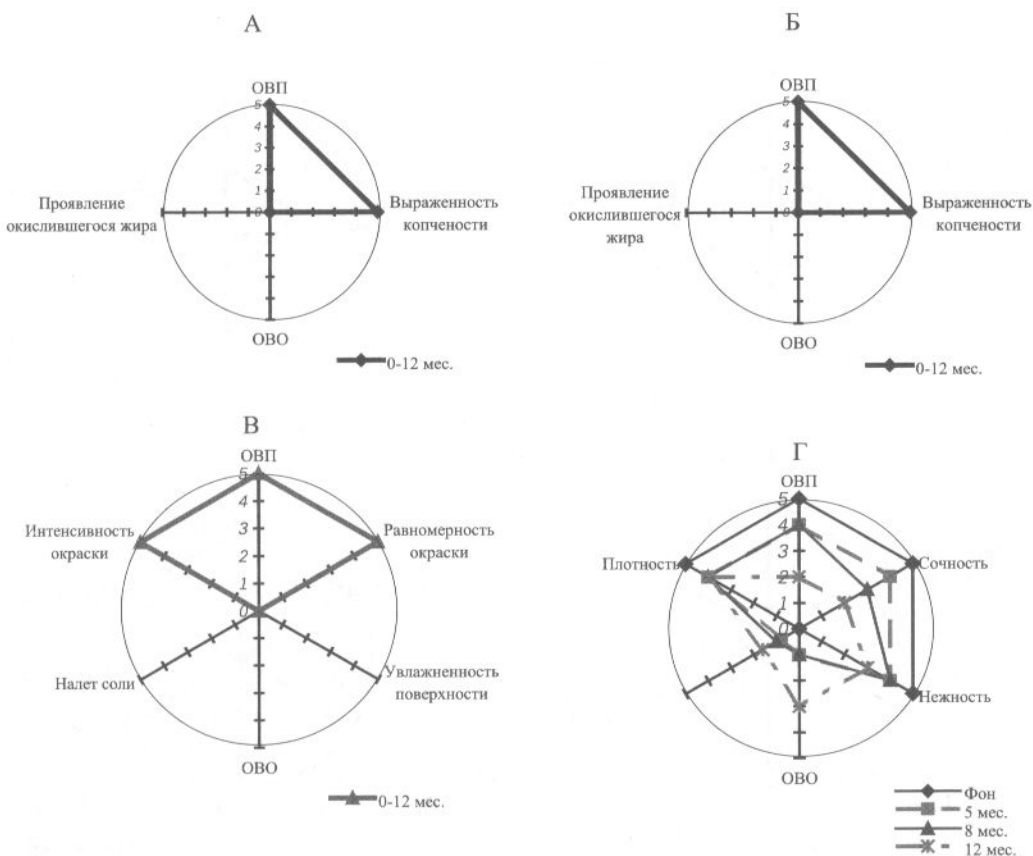 А
ОВП
5
4
3
2
1
0
Проявление
окислившегося жира
Выраженность
копчености
ОВО
0-12 мес.
Б
ОВП
5
4
3
2
1
0
Проявление
окислившегося
жира
Выраженность
копчености
ОВО
0-12 мес.
В
ОВП
5
4
3
2
1
0
Интенсивность
окраски
Равномерность
окраски
Налет соли
Увлажненность
поверхности
ОВО
0-12 мес.
Г
ОВП
5
4
3
2
1
0
Плотность
Сочность
Нежность
ОВО
Фон
5 мес.
8 мес.
12 мес.